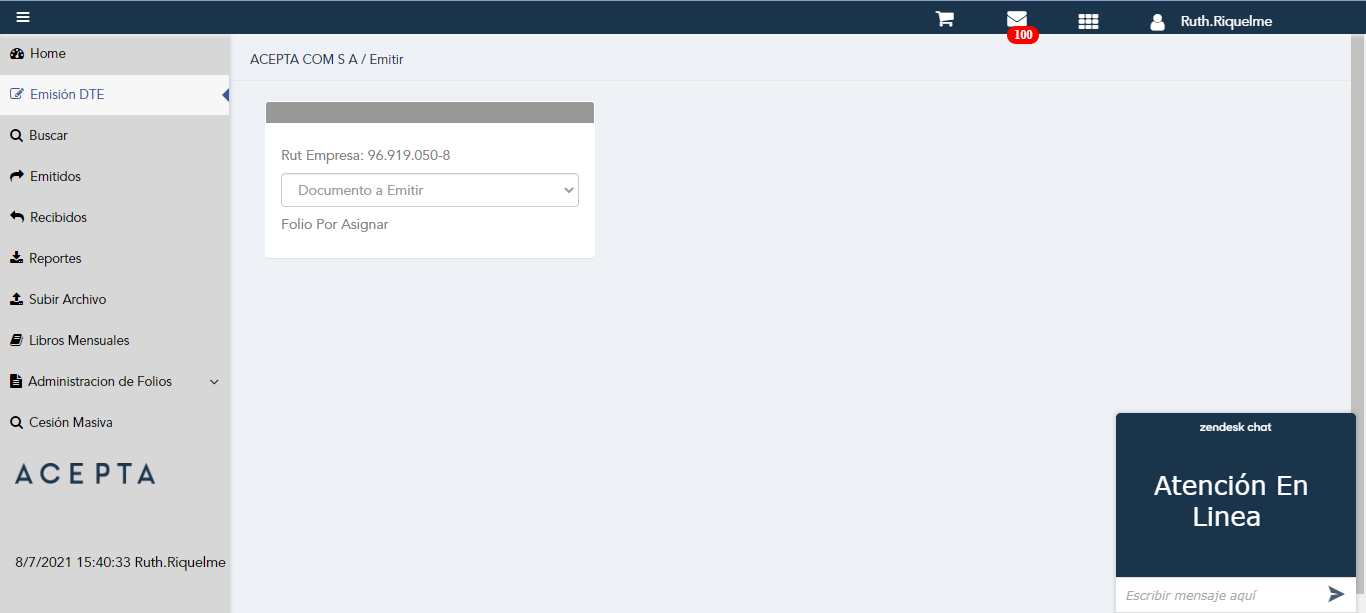 100
Ruth.Riquelme
Home
Emisión DTE
Buscar
Emitidos
Recibidos
Reportes
Subir Archivo
Libros Mensuales
Administracion de Folios
Cesión Masiva
ACEPTA
8/7/2021 15:40:33 Ruth.Riquelme
ACEPTA COM S A / Emitir
Rut Empresa: 96.919.050-8
Documento a Emitir
Folio Por Asignar
zendesk chat
Atención En
Linea
Escribir mensaje aquí